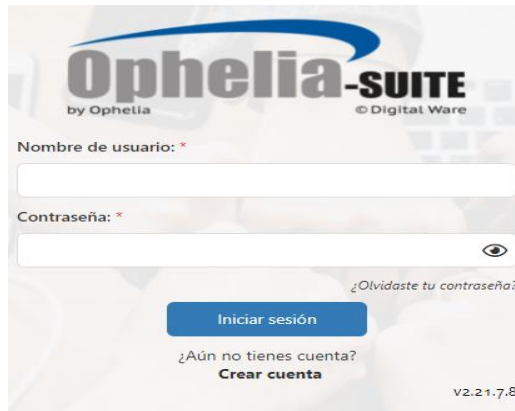 Ophelia-SUITE
by Ophelia © Digital Ware
Nombre de usuario: *
Contraseña: *
¿Olvidaste tu contraseña?
Iniciar sesión
¿Aún no tienes cuenta?
Crear cuenta
v2.21.7.8